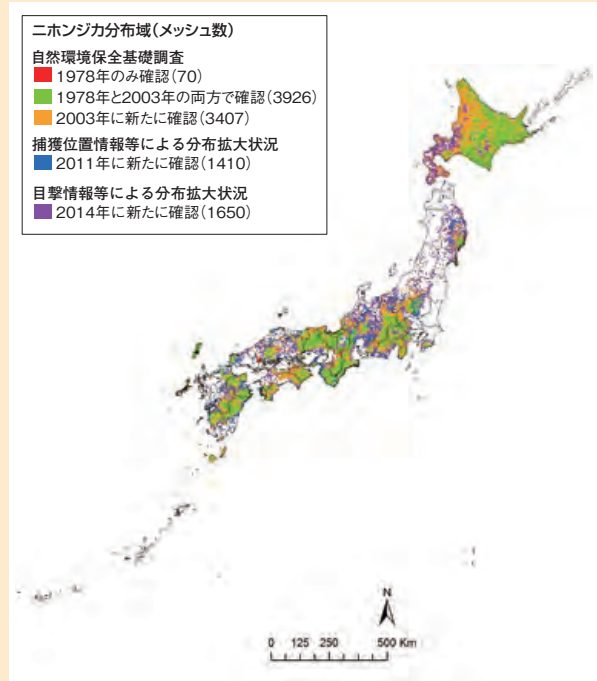 ニホンジカ分布域(メッシュ数)
自然環境保全基礎調査
1978年のみ確認(70)
1978年と2003年の両方で確認(3926)
2003年に新たに確認(3407)
捕獲位置情報等による分布拡大状況
2011年に新たに確認(1410)
目撃情報等による分布拡大状況
2014年に新たに確認(1650)
N
0 125 250 500 Km